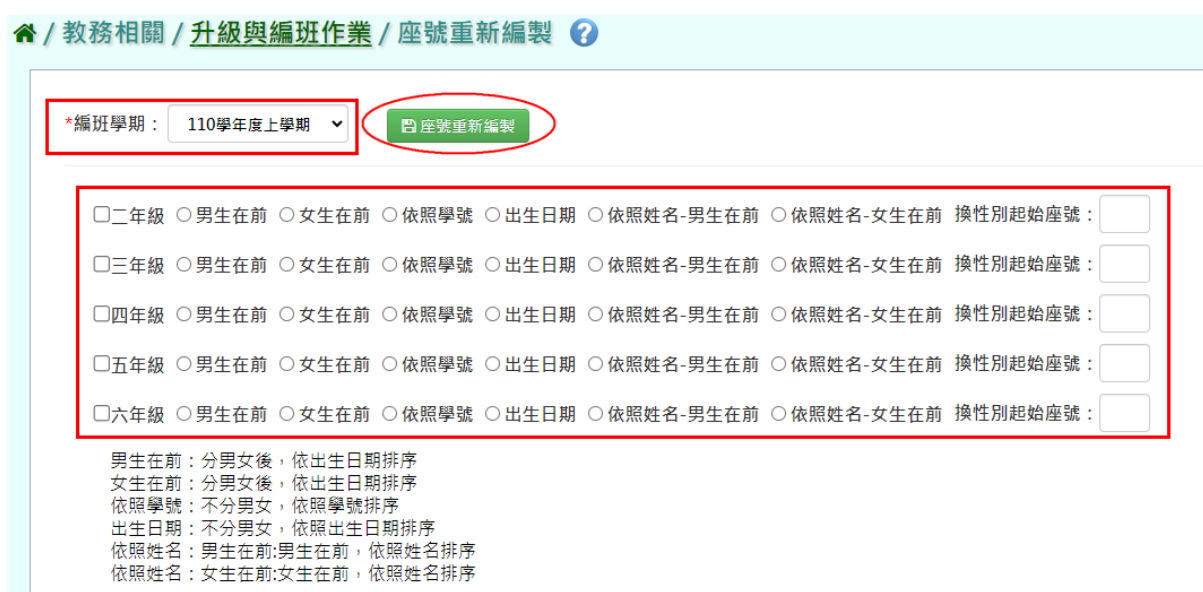 / 教務相關 / 升級與編班作業 / 座號重新編製 ?
*編班學期： 110學年度上學期 座號重新編製
二年級 男生在前 女生在前 依照學號 出生日期 依照姓名-男生在前 依照姓名-女生在前 換性別起始座號：
三年級 男生在前 女生在前 依照學號 出生日期 依照姓名-男生在前 依照姓名-女生在前 換性別起始座號：
四年級 男生在前 女生在前 依照學號 出生日期 依照姓名-男生在前 依照姓名-女生在前 換性別起始座號：
五年級 男生在前 女生在前 依照學號 出生日期 依照姓名-男生在前 依照姓名-女生在前 換性別起始座號：
六年級 男生在前 女生在前 依照學號 出生日期 依照姓名-男生在前 依照姓名-女生在前 換性別起始座號：
男生在前：分男女後，依出生日期排序
女生在前：分男女後，依出生日期排序
依照學號：不分男女，依照學號排序
出生日期：不分男女，依照出生日期排序
依照姓名：男生在前:男生在前，依照姓名排序
依照姓名：女生在前:女生在前，依照姓名排序